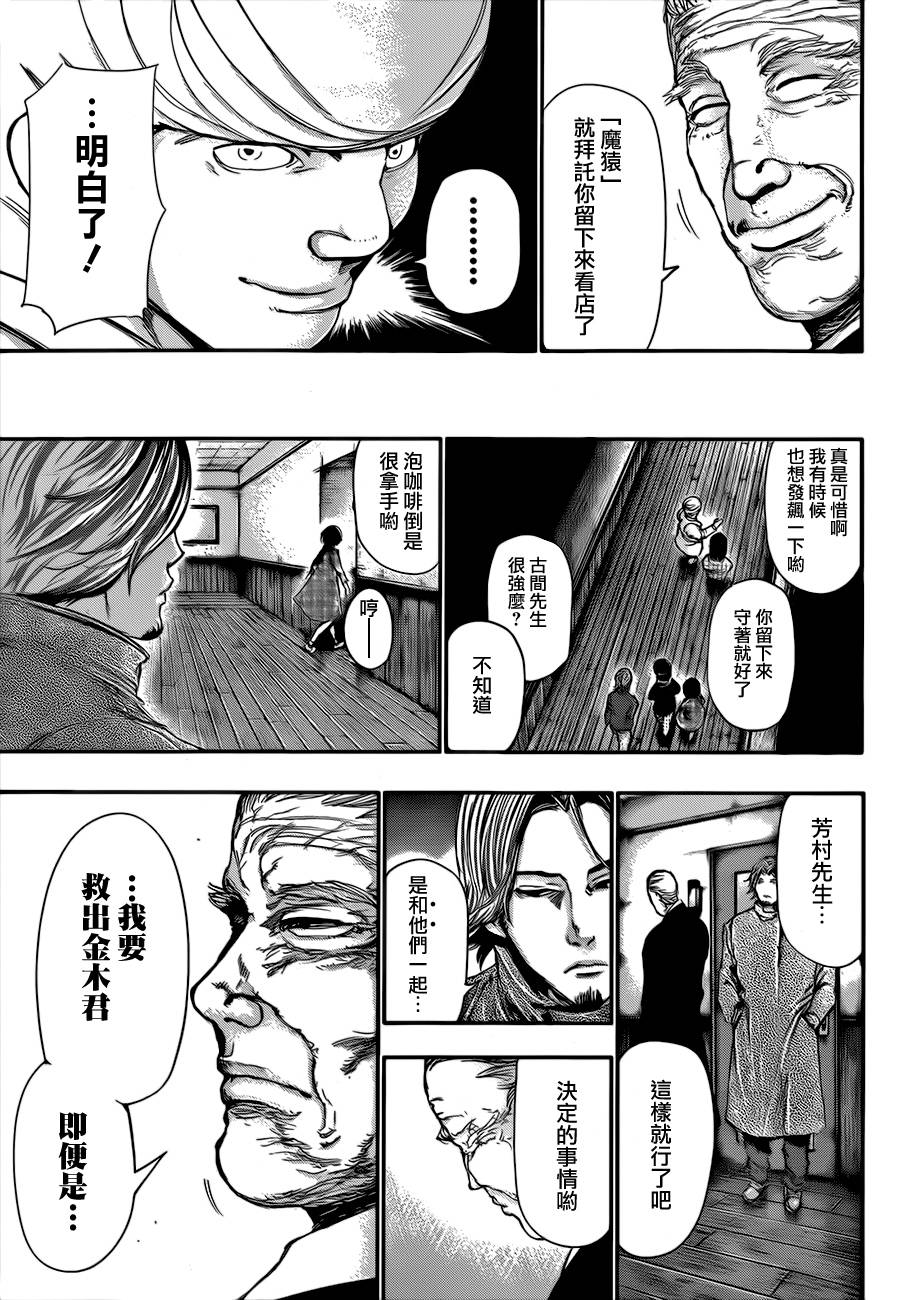 「魔猿」
就拜託你留下來看店了
………
…明白了！
真是可惜啊
我有時候
也想發飆一下喲
你留下來
守著就好了
古間先生
很強麼？
不知道
泡咖啡倒是
很拿手喲
哼——
芳村先生…
這樣就行了吧
是和他們一起…
決定的事情喲
…我要
救出金木君
即便是…